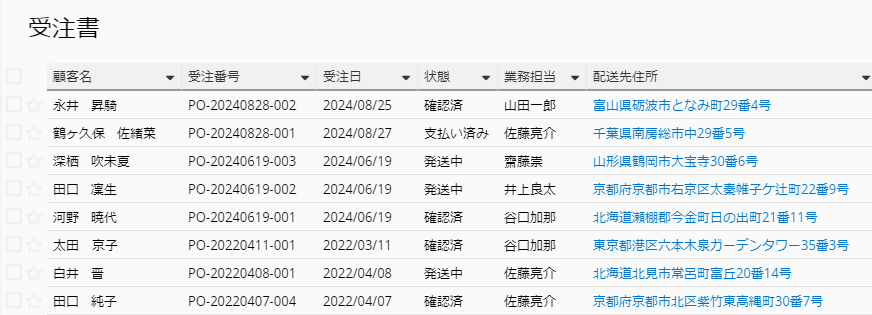 受注書
顧客名 受注番号 受注日 状態 業務担当 配送先住所
永井　昇騎 PO-20240828-002 2024/08/25 確認済 山田一郎 富山県砺波市となみ町29番4号
鶴ヶ久保　佐緒菜 PO-20240828-001 2024/08/27 支払い済み 佐藤亮介 千葉県南房総市中29番5号
深栖　吹未夏 PO-20240619-003 2024/06/19 発送中 齋藤崇 山形県鶴岡市大宝寺30番6号
田口　凜生 PO-20240619-002 2024/06/19 発送中 井上良太 京都府京都市右京区太秦帷子ケ辻町22番9号
河野　暁代 PO-20240619-001 2024/06/19 確認済 谷口加那 北海道瀬棚郡今金町日の出町21番11号
太田　京子 PO-20220411-001 2022/03/11 確認済 谷口加那 東京都港区六本木泉ガーデンタワー35番3号
白井　晋 PO-20220408-001 2022/04/08 発送中 佐藤亮介 北海道北見市常呂町富丘20番14号
田口　純子 PO-20220407-004 2022/04/07 確認済 佐藤亮介 京都府京都市北区紫竹東高縄町30番7号